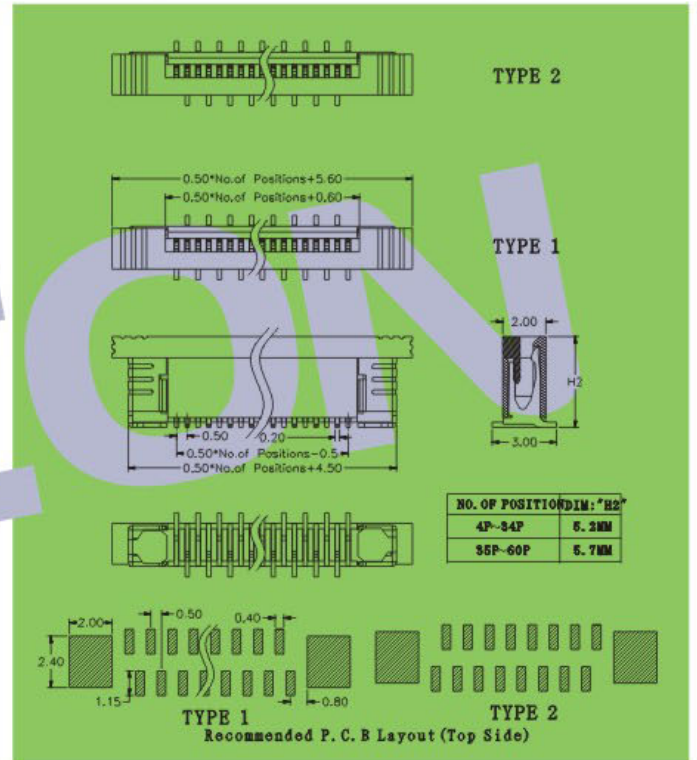 TYPE 2
0.50*No.of Positions+5.60
0.50*No.of Positions+0.60
TYPE 1
2.00
H2
3.00
0.50
0.20
0.50*No.of Positions-0.5
0.50*No.of Positions+4.50
NO. OF POSITION DIM:"H2"
4P~34P 5.2MM
35P~60P 5.7MM
2.00
0.50
0.40
2.40
1.15
0.80
TYPE 1
TYPE 2
Recommended P.C.B Layout(Top Side)